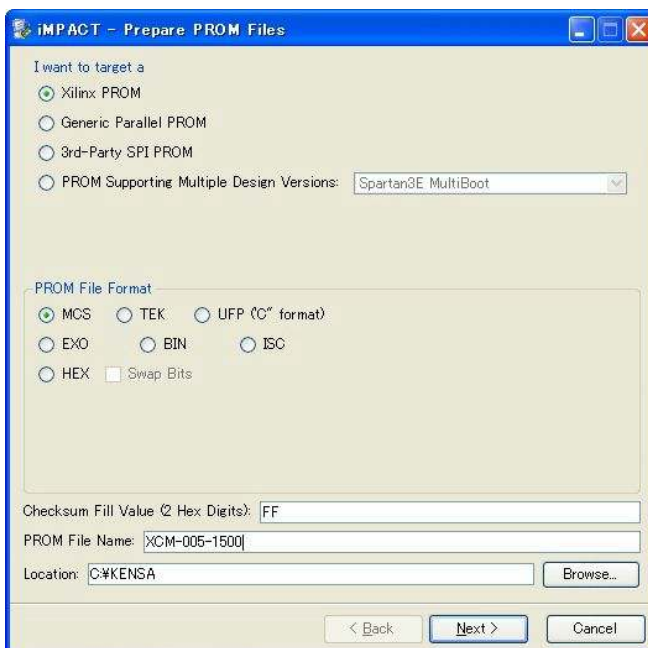 iMPACT - Prepare PROM Files
I want to target a
Xilinx PROM
Generic Parallel PROM
3rd-Party SPI PROM
PROM Supporting Multiple Design Versions: Spartan3E MultiBoot
PROM File Format
MCS TEK UFP ("C" format)
EXO BIN ISC
HEX Swap Bits
Checksum Fill Value (2 Hex Digits): FF
PROM File Name: XCM-005-1500
Location: C:¥KENSA Browse...
< Back Next > Cancel